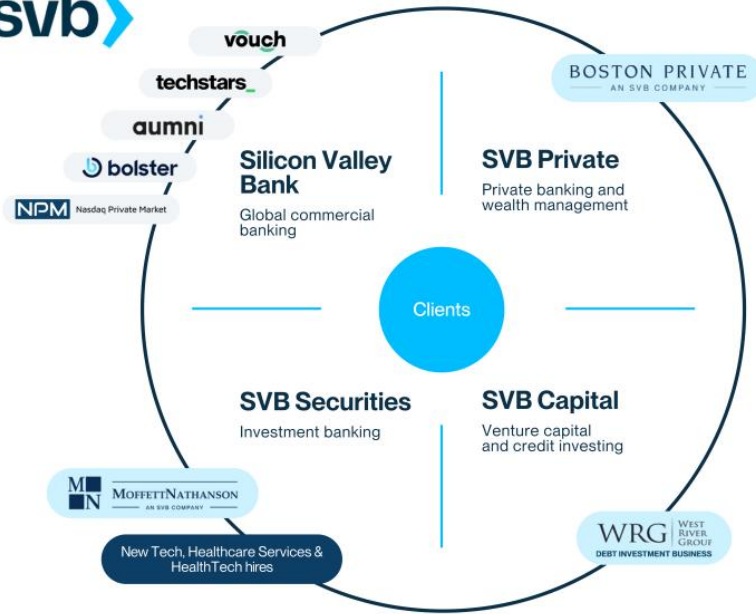 svb
vouch
techstars_
aumni
bolster
NPM Nasdaq Private Market
BOSTON PRIVATE
AN SVB COMPANY
Silicon Valley
Bank
Global commercial
banking
SVB Private
Private banking and
wealth management
Clients
SVB Securities
Investment banking
SVB Capital
Venture capital
and credit investing
MN MOFFETTNATHANSON
AN SVB COMPANY
New Tech, Healthcare Services &
HealthTech hires
WRG WEST
RIVER
GROUP
DEBT INVESTMENT BUSINESS